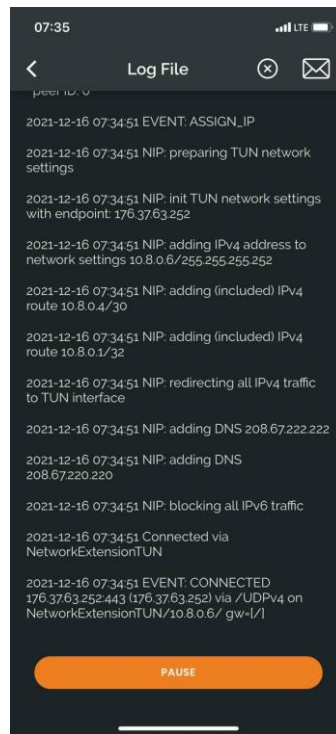 07:35
LTE
Log File
peer ID: 0
2021-12-16 07:34:51 EVENT: ASSIGN_IP
2021-12-16 07:34:51 NIP: preparing TUN network
settings
2021-12-16 07:34:51 NIP: init TUN network settings
with endpoint: 176.37.63.252
2021-12-16 07:34:51 NIP: adding IPv4 address to
network settings 10.8.0.6/255.255.255.252
2021-12-16 07:34:51 NIP: adding (included) IPv4
route 10.8.0.4/30
2021-12-16 07:34:51 NIP: adding (included) IPv4
route 10.8.0.1/32
2021-12-16 07:34:51 NIP: redirecting all IPv4 traffic
to TUN interface
2021-12-16 07:34:51 NIP: adding DNS 208.67.222.222
2021-12-16 07:34:51 NIP: adding DNS
208.67.220.220
2021-12-16 07:34:51 NIP: blocking all IPv6 traffic
2021-12-16 07:34:51 Connected via
NetworkExtensionTUN
2021-12-16 07:34:51 EVENT: CONNECTED
176.37.63.252:443 (176.37.63.252) via /UDPv4 on
NetworkExtensionTUN/10.8.0.6/ gw=[/]
PAUSE